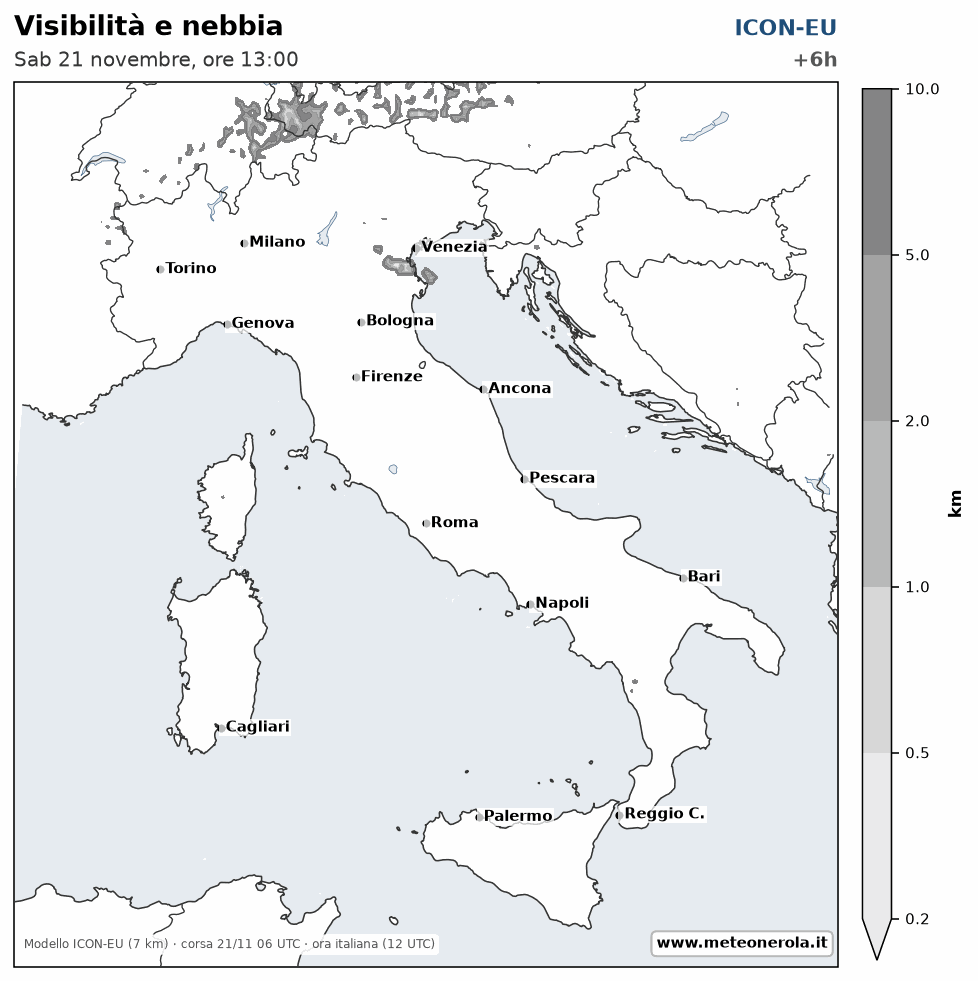 Visibilità e nebbia
ICON-EU
Sab 21 novembre, ore 13:00
+6h
10.0
5.0
2.0
1.0
0.5
0.2
km
Milano
Venezia
Torino
Genova
Bologna
Firenze
Ancona
Pescara
Roma
Bari
Napoli
Cagliari
Palermo
Reggio C.
Modello ICON-EU (7 km) · corsa 21/11 06 UTC · ora italiana (12 UTC)
www.meteonerola.it